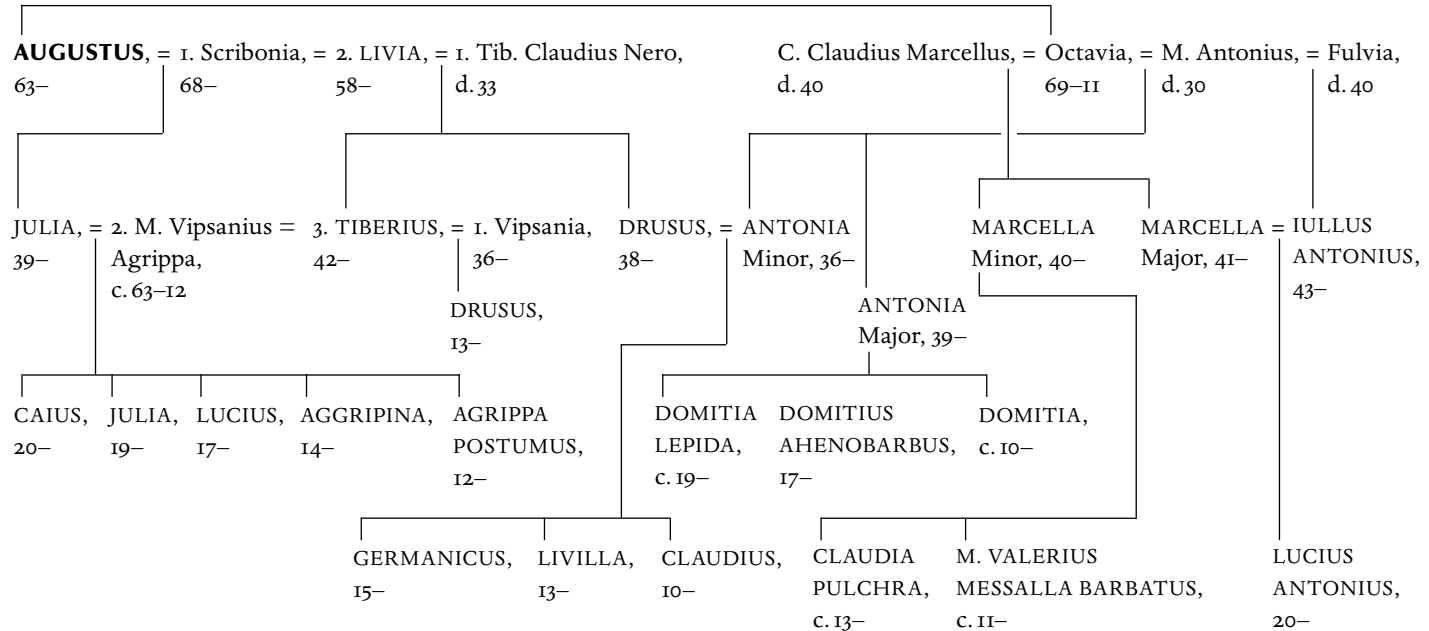 AUGUSTUS, = 1. Scribonia, = 2. LIVIA, = 1. Tib. Claudius Nero, C. Claudius Marcellus, = Octavia, = M. Antonius, = Fulvia,
63– 68– 58– d. 33 d. 40 69–11 d. 30 d. 40
JULIA, = 2. M. Vipsanius = 3. TIBERIUS, = 1. Vipsania, DRUSUS, = ANTONIA MARCELLA MARCELLA = IULLUS
39– Agrippa, 42– 36– 38– Minor, 36– Minor, 40– Major, 41– ANTONIUS,
c. 63–12 43–
DRUSUS, ANTONIA
13– Major, 39–
CAIUS, JULIA, LUCIUS, AGGRIPINA, AGRIPPA DOMITIA DOMITIUS DOMITIA,
20– 19– 17– 14– POSTUMUS, LEPIDA, AHENOBARBUS, c. 10–
12– c. 19– 17–
GERMANICUS, LIVILLA, CLAUDIUS, CLAUDIA M. VALERIUS LUCIUS
15– 13– 10– PULCHRA, MESSALLA BARBATUS, ANTONIUS,
c. 13– c. 11– 20–